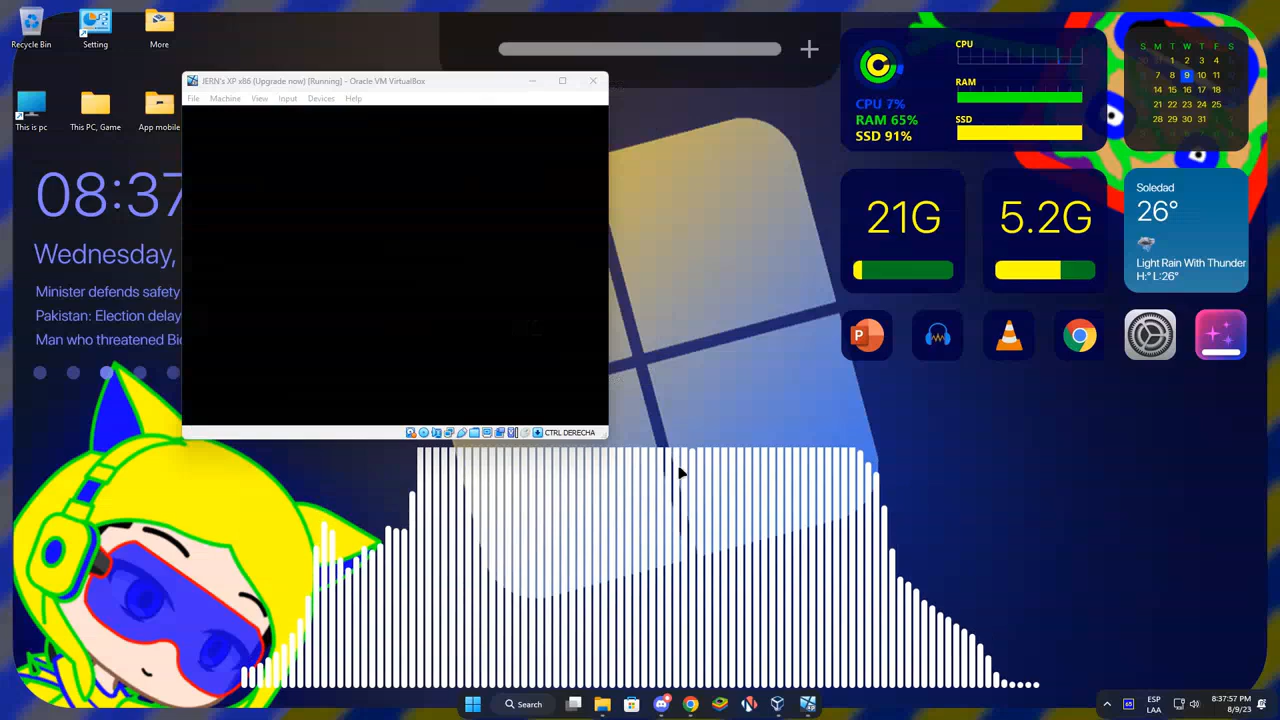 Recycle Bin
Setting
More
This is pc
This PC, Game
App mobile
08:37
Wednesday,
Minister defends safety
Pakistan: Election delay
Man who threatened Bi
JERN's XP x86 (Upgrade now) [Running] - Oracle VM VirtualBox
File Machine View Input Devices Help
CTRL DERECHA
CPU 7%
RAM 65%
SSD 91%
CPU
RAM
SSD
S M T W T F S
1 2 3 4 5
7 8 9 10 11
14 15 16 17 18
21 22 23 24 25
28 29 30 31
21G
5.2G
Soledad
26°
Light Rain With Thunder
H:° L:26°
Search
ESP
LAA
8:37:57 PM
8/9/23